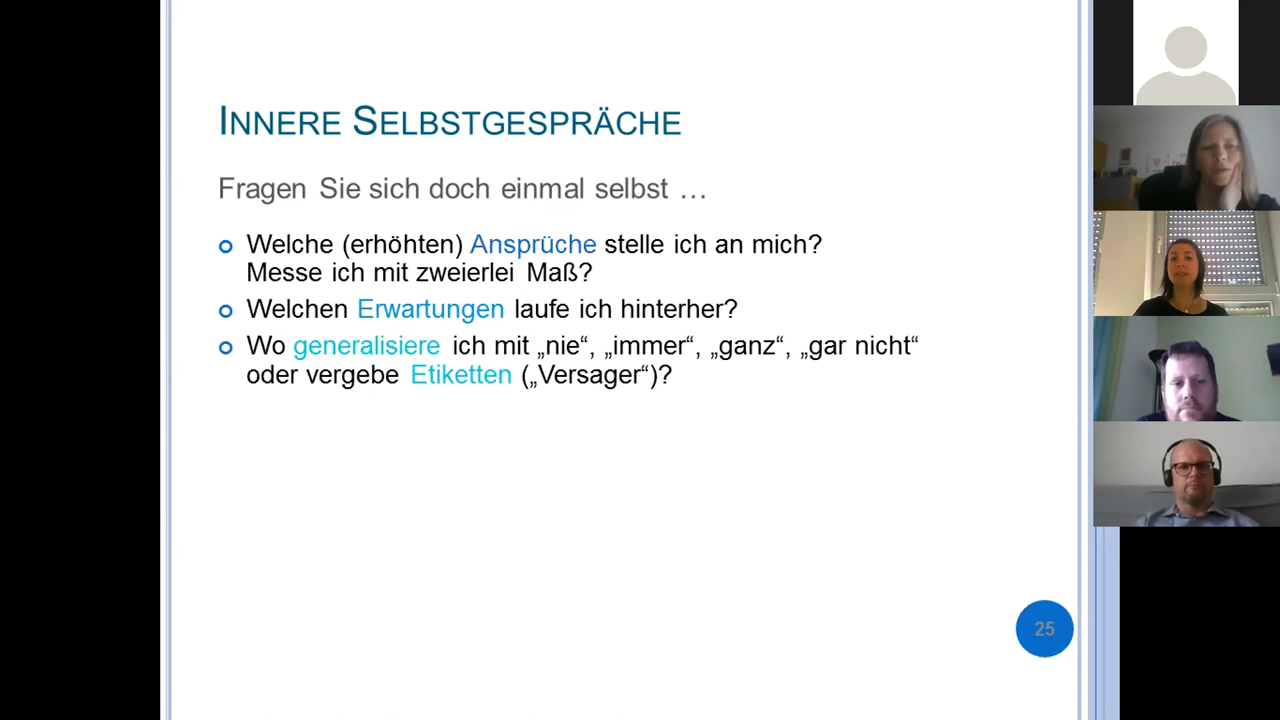 INNERE SELBSTGESPRÄCHE
Fragen Sie sich doch einmal selbst …
Welche (erhöhten) Ansprüche stelle ich an mich?
Messe ich mit zweierlei Maß?
Welchen Erwartungen laufe ich hinterher?
Wo generalisiere ich mit „nie“, „immer“, „ganz“, „gar nicht“
oder vergebe Etiketten („Versager“)?
25